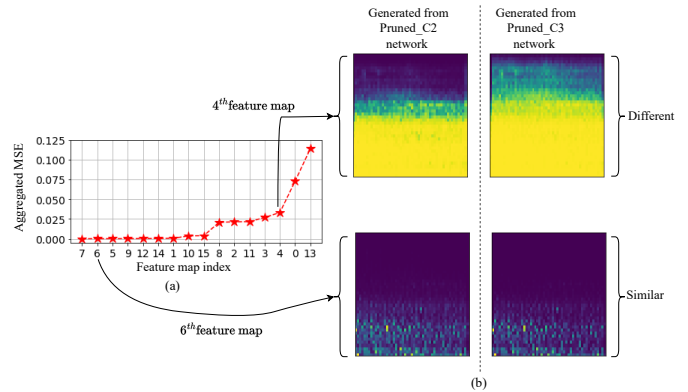 Generated from
Pruned_C2
network
Generated from
Pruned_C3
network
4th feature map
Different
Aggregated MSE
0.125
0.100
0.075
0.050
0.025
0.000
7 6 5 9 12 14 1 10 15 8 2 11 3 4 0 13
Feature map index
(a)
6th feature map
Similar
(b)